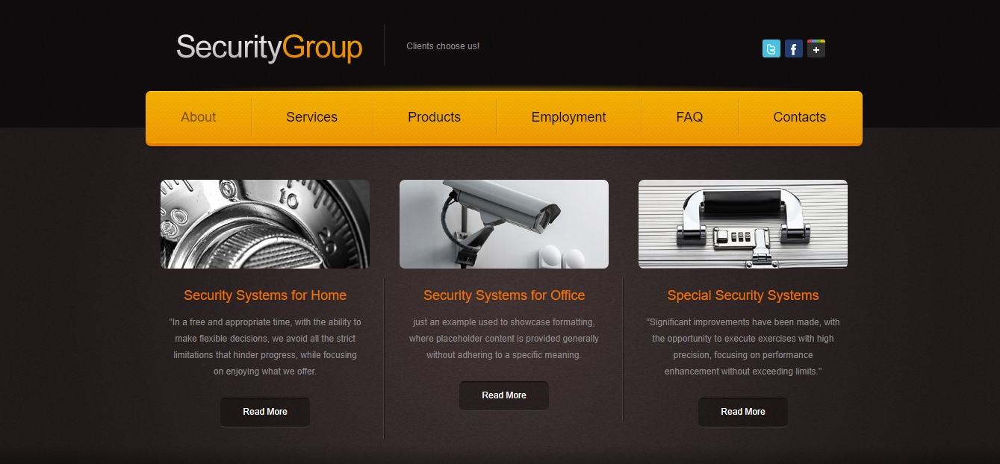 SecurityGroup
Clients choose us!
About Services Products Employment FAQ Contacts
10
20
Security Systems for Home
"In a free and appropriate time, with the ability to
make flexible decisions, we avoid all the strict
limitations that hinder progress, while focusing
on enjoying what we offer.
Read More
Security Systems for Office
just an example used to showcase formatting,
where placeholder content is provided generally
without adhering to a specific meaning.
Read More
Special Security Systems
"Significant improvements have been made, with
the opportunity to execute exercises with high
precision, focusing on performance
enhancement without exceeding limits."
Read More